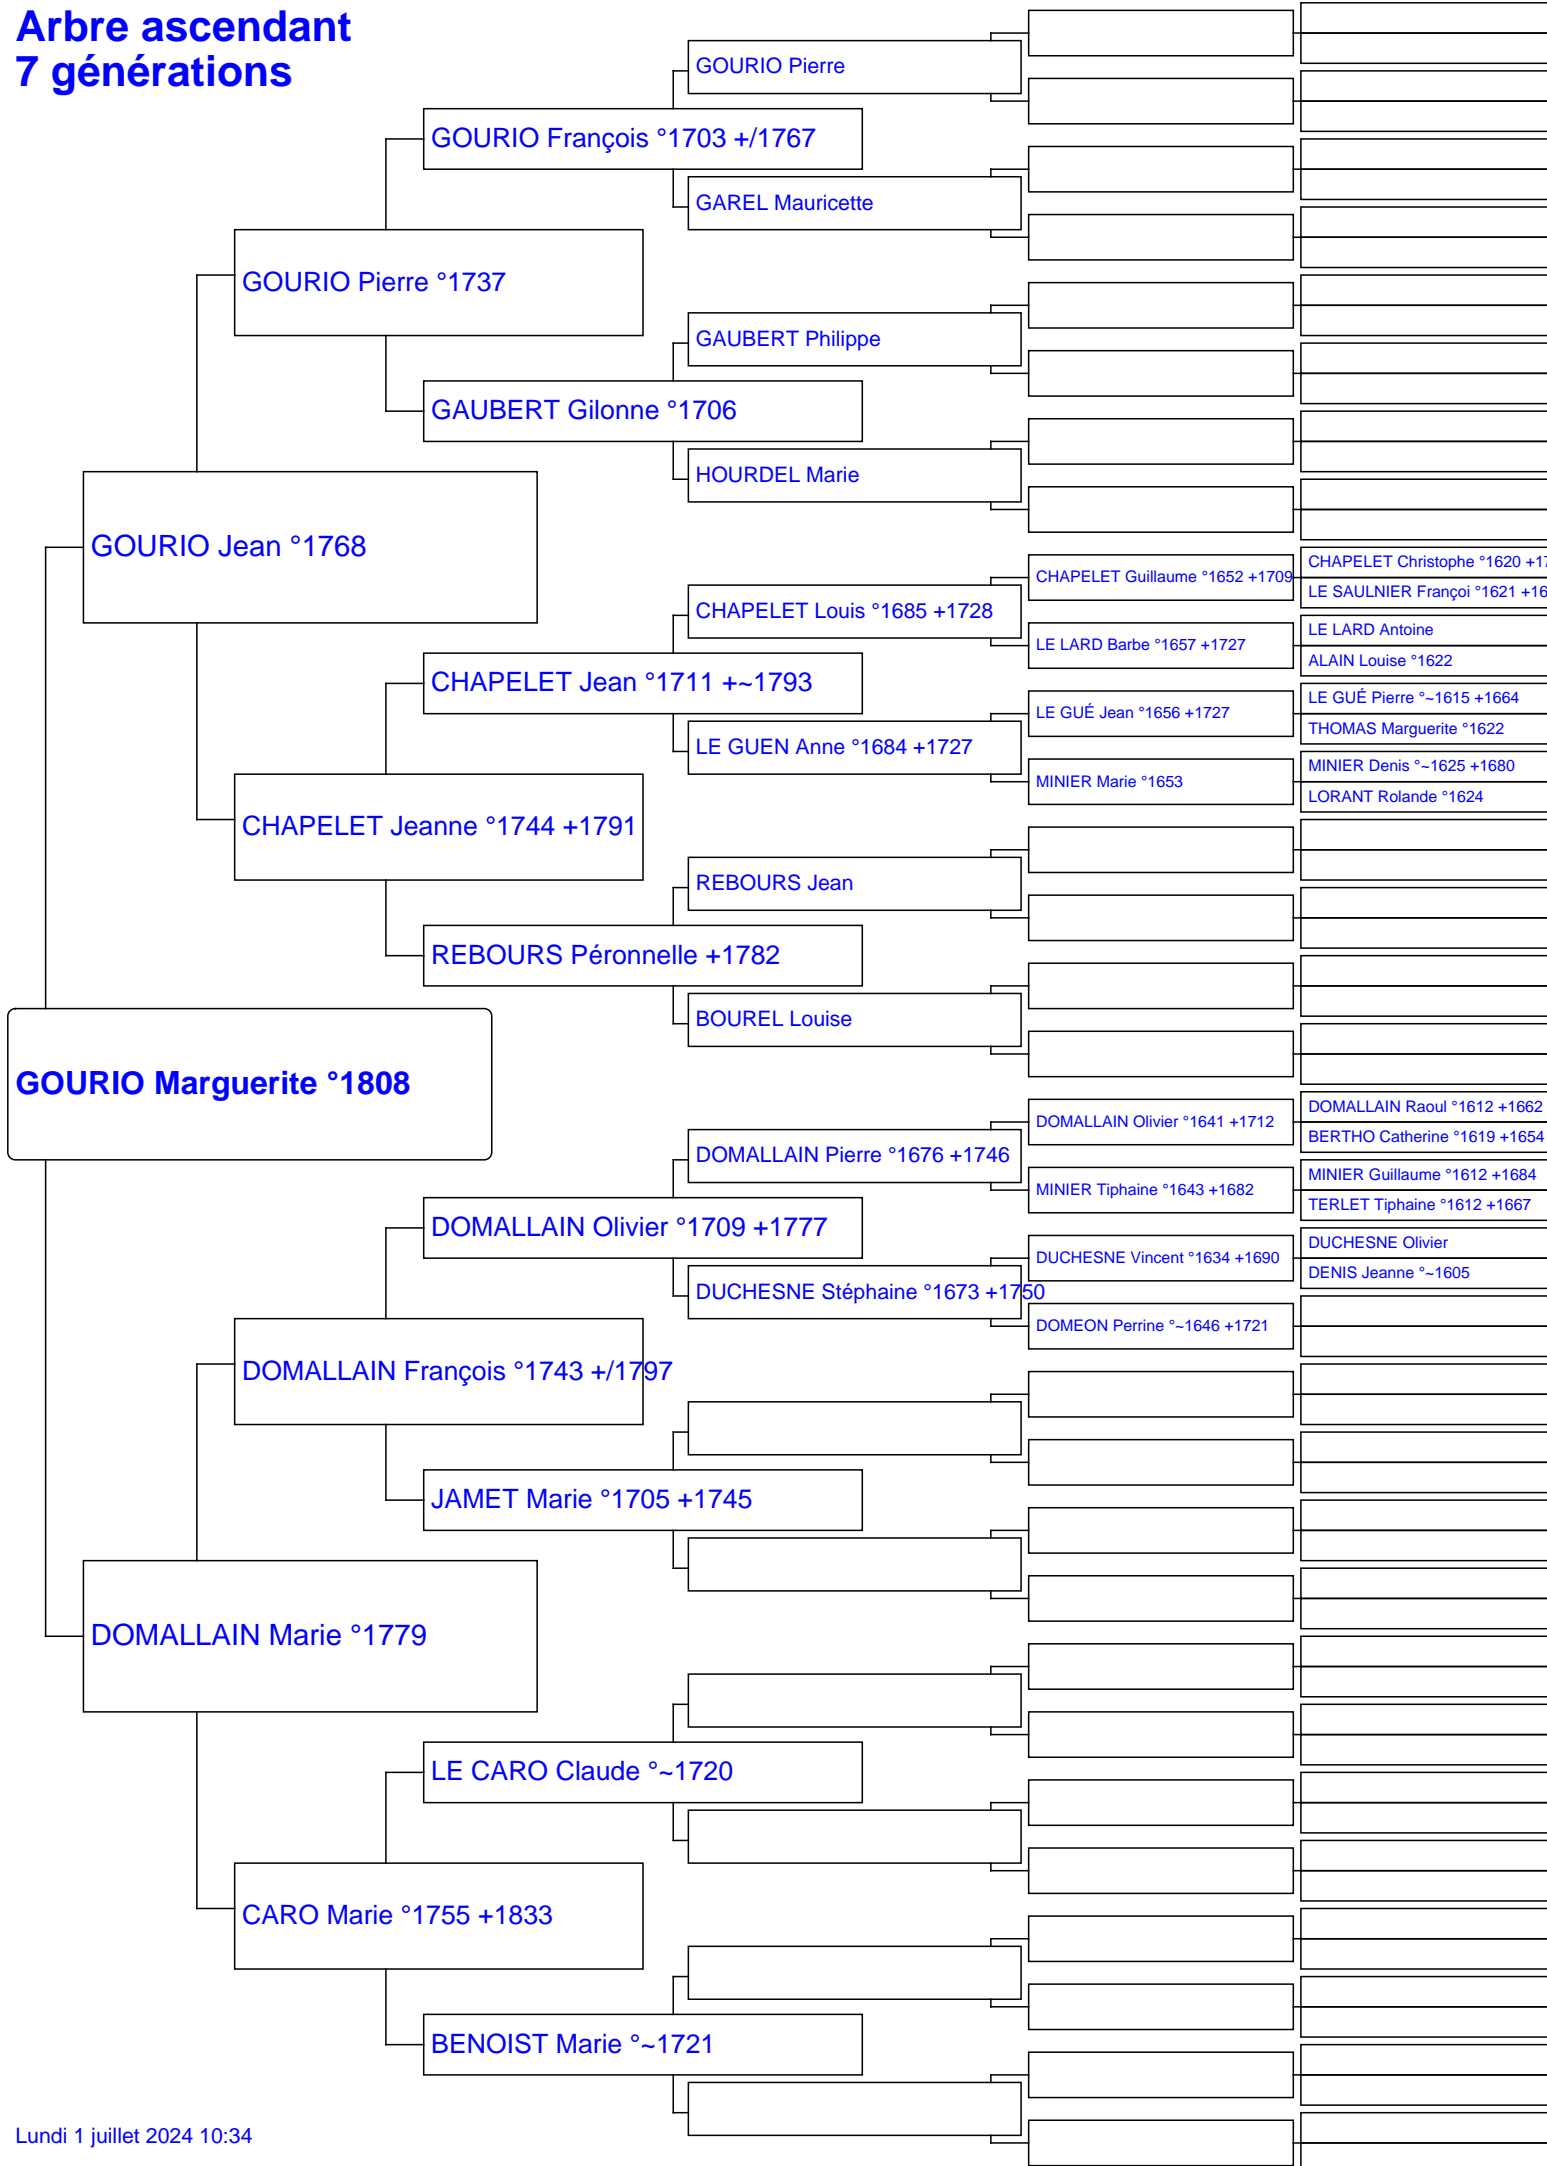 Arbre ascendant
7 générations
GOURIO Pierre
GOURIO François °1703 +/1767
GAREL Mauricette
GOURIO Pierre °1737
GAUBERT Philippe
GAUBERT Gilonne °1706
HOURDEL Marie
GOURIO Jean °1768
CHAPELET Christophe °1620 +17
CHAPELET Guillaume °1652 +1709
LE SAULNIER Françoi °1621 +16
CHAPELET Louis °1685 +1728
LE LARD Antoine
LE LARD Barbe °1657 +1727
ALAIN Louise °1622
CHAPELET Jean °1711 +~1793
LE GUÉ Pierre °~1615 +1664
LE GUÉ Jean °1656 +1727
THOMAS Marguerite °1622
LE GUEN Anne °1684 +1727
MINIER Denis °~1625 +1680
MINIER Marie °1653
LORANT Rolande °1624
CHAPELET Jeanne °1744 +1791
REBOURS Jean
REBOURS Péronnelle +1782
BOUREL Louise
GOURIO Marguerite °1808
DOMALLAIN Raoul °1612 +1662
DOMALLAIN Olivier °1641 +1712
BERTHO Catherine °1619 +1654
DOMALLAIN Pierre °1676 +1746
MINIER Guillaume °1612 +1684
MINIER Tiphaine °1643 +1682
TERLET Tiphaine °1612 +1667
DOMALLAIN Olivier °1709 +1777
DUCHESNE Olivier
DUCHESNE Vincent °1634 +1690
DENIS Jeanne °~1605
DUCHESNE Stéphaine °1673 +1750
DOMEON Perrine °~1646 +1721
DOMALLAIN François °1743 +/1797
JAMET Marie °1705 +1745
DOMALLAIN Marie °1779
LE CARO Claude °~1720
CARO Marie °1755 +1833
BENOIST Marie °~1721
Lundi 1 juillet 2024 10:34